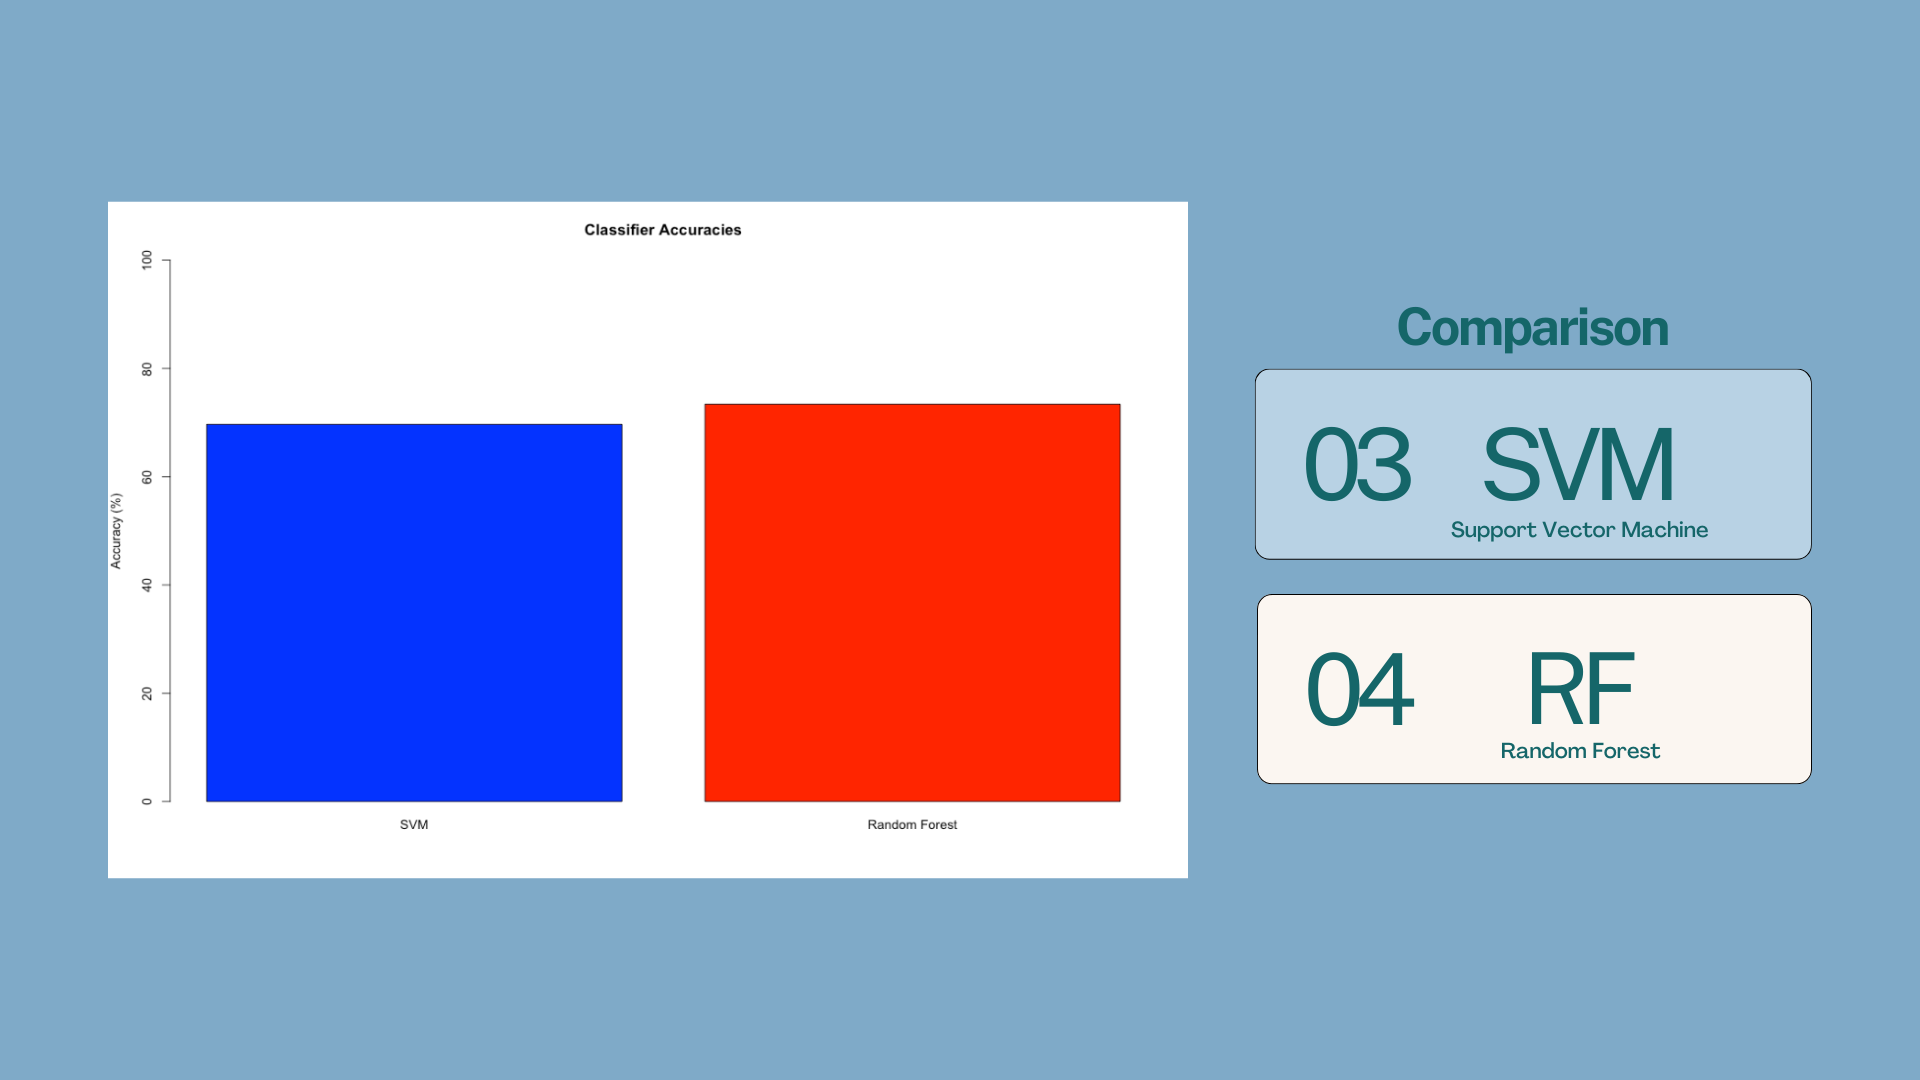 Classifier Accuracies
100
80
60
40
20
0
Accuracy (%)
SVM
Random Forest
Comparison
03 SVM
Support Vector Machine
04 RF
Random Forest